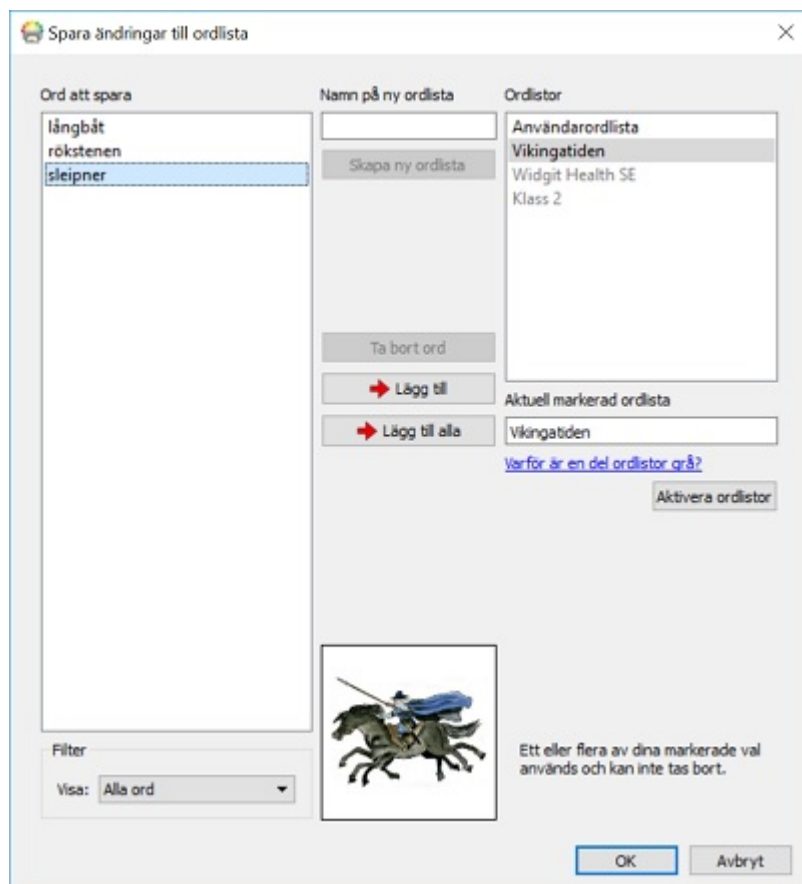 Spara ändringar till ordlista
Ord att spara
långbåt
rökstenen
sleipner
Filter
Visa: Alla ord
Namn på ny ordlista
Skapa ny ordlista
Ta bort ord
Lägg till
Lägg till alla
Ordlistor
Användarordlista
Vikingatiden
Widgit Health SE
Klass 2
Aktuell markerad ordlista
Vikingatiden
Varför är en del ordlistor grå?
Aktivera ordlistor
Ett eller flera av dina markerade val
används och kan inte tas bort.
OK
Avbryt